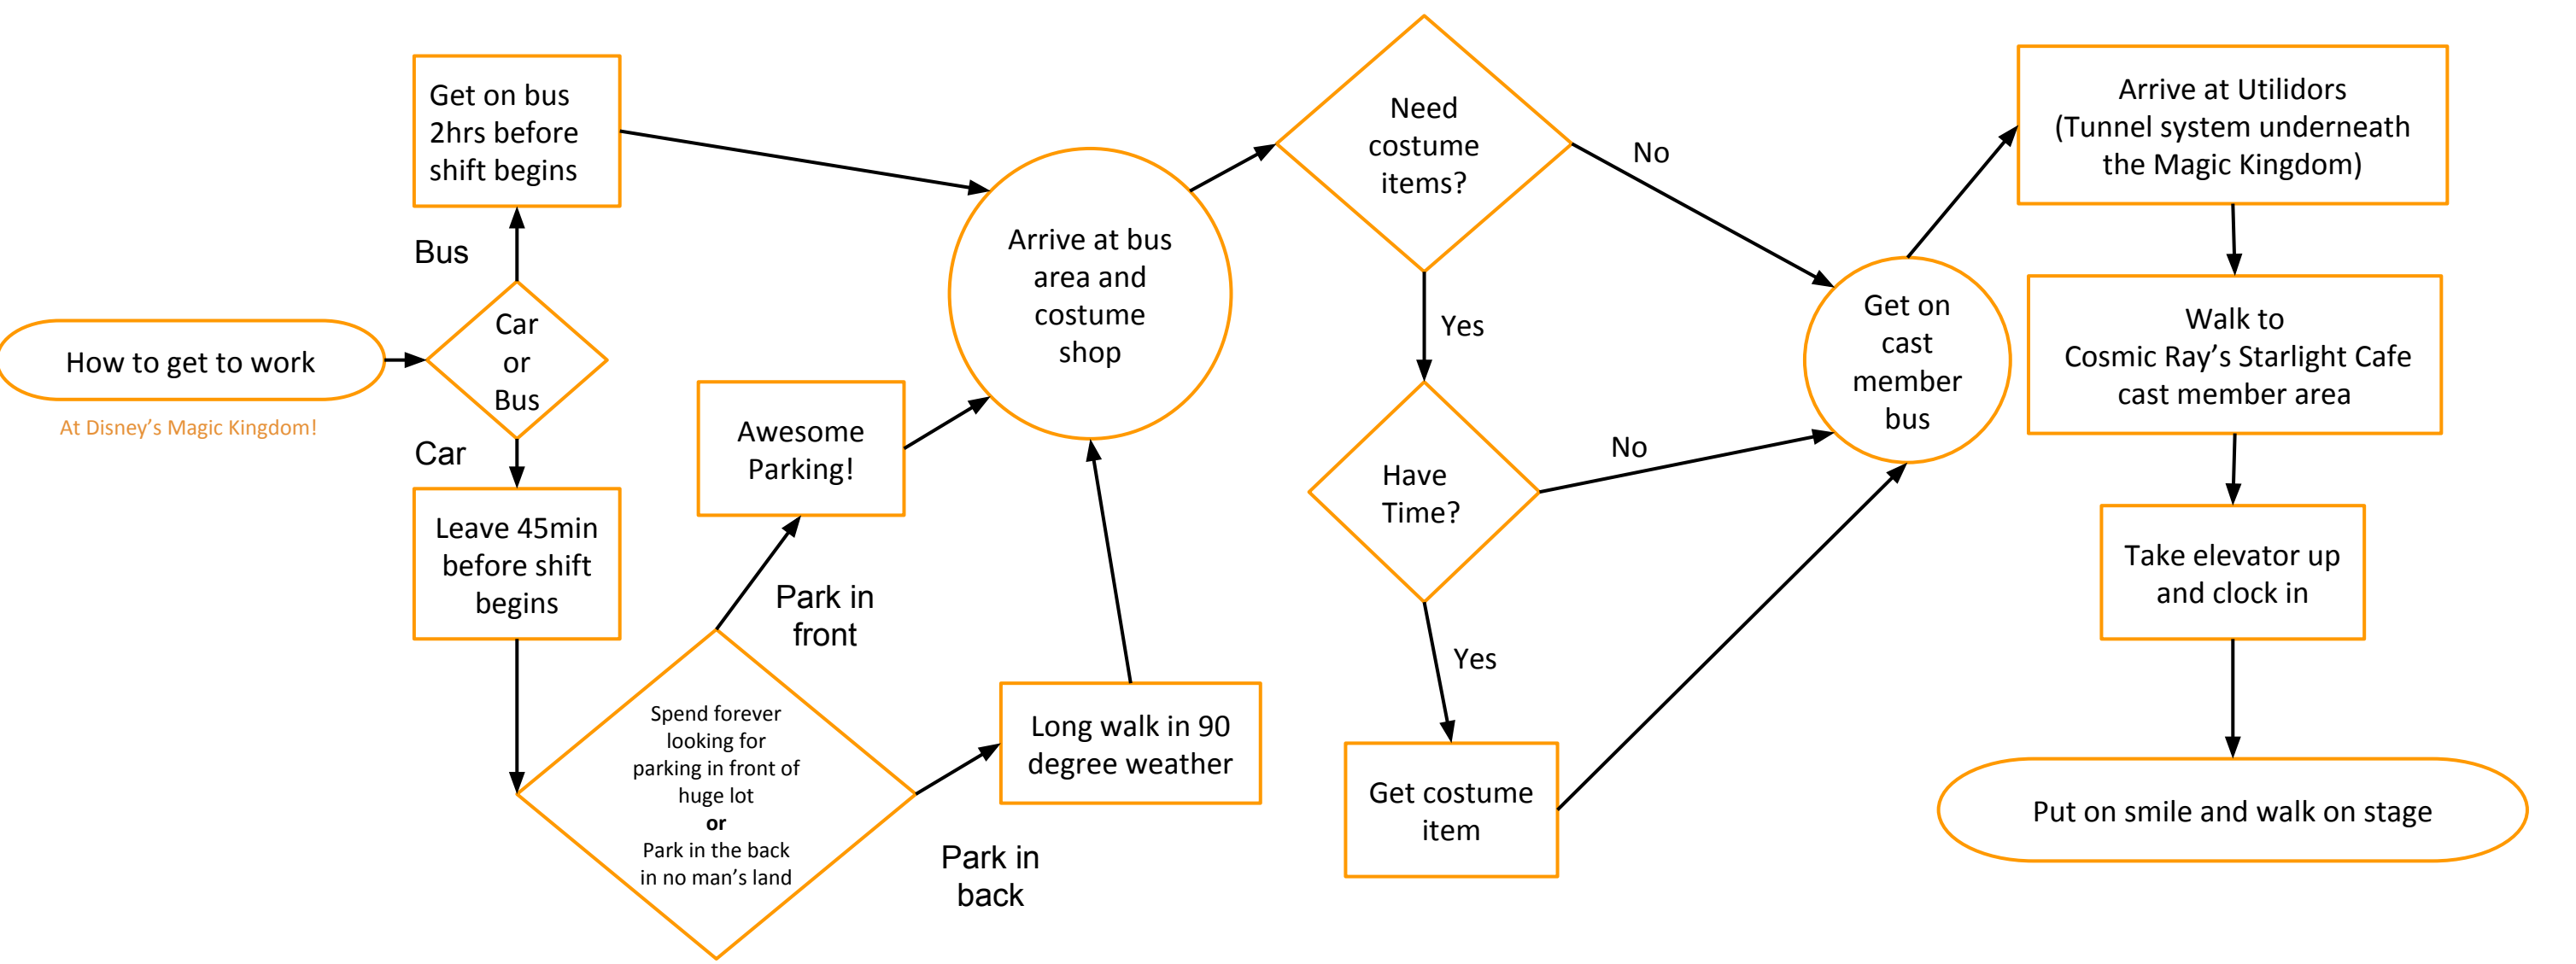 How to get to work
At Disney's Magic Kingdom!
Car
or
Bus
Bus
Get on bus
2hrs before
shift begins
Car
Leave 45min
before shift
begins
Spend forever
looking for
parking in front of
huge lot
or
Park in the back
in no man's land
Park in
front
Awesome
Parking!
Park in
back
Long walk in 90
degree weather
Arrive at bus
area and
costume
shop
Need
costume
items?
No
Yes
Have
Time?
No
Yes
Get costume
item
Get on
cast
member
bus
Arrive at Utilidors
(Tunnel system underneath
the Magic Kingdom)
Walk to
Cosmic Ray's Starlight Cafe
cast member area
Take elevator up
and clock in
Put on smile and walk on stage